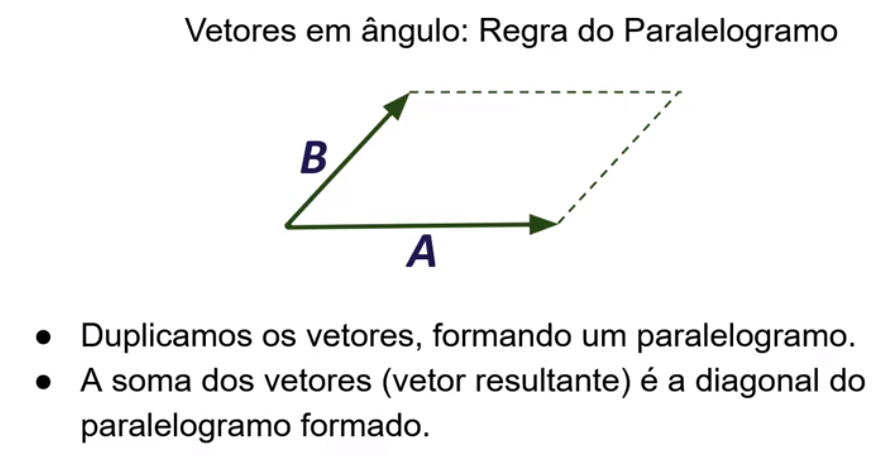 Vetores em ângulo: Regra do Paralelogramo
B
A
● Duplicamos os vetores, formando um paralelogramo.
● A soma dos vetores (vetor resultante) é a diagonal do
paralelogramo formado.